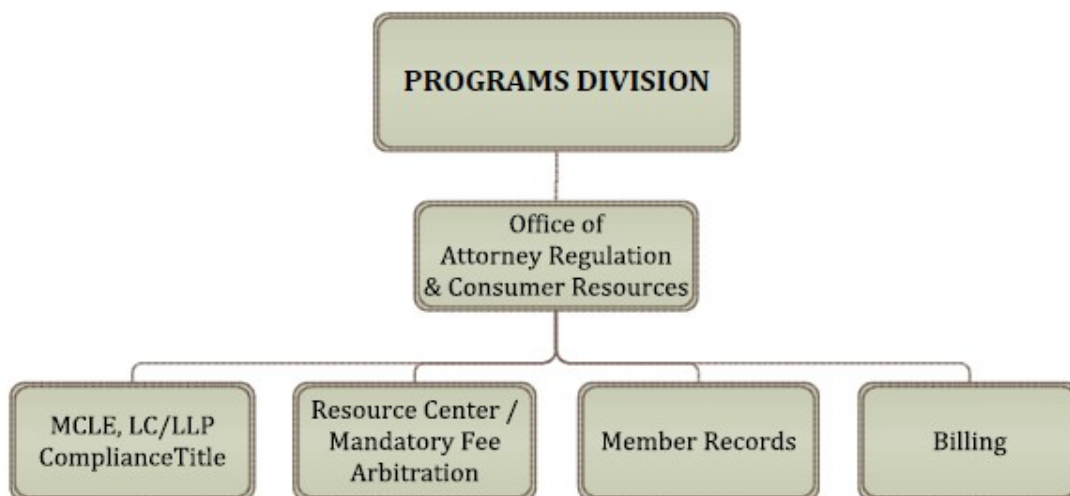 PROGRAMS DIVISION
Office of
Attorney Regulation
& Consumer Resources
MCLE, LC/LLP
ComplianceTitle
Resource Center /
Mandatory Fee
Arbitration
Member Records
Billing